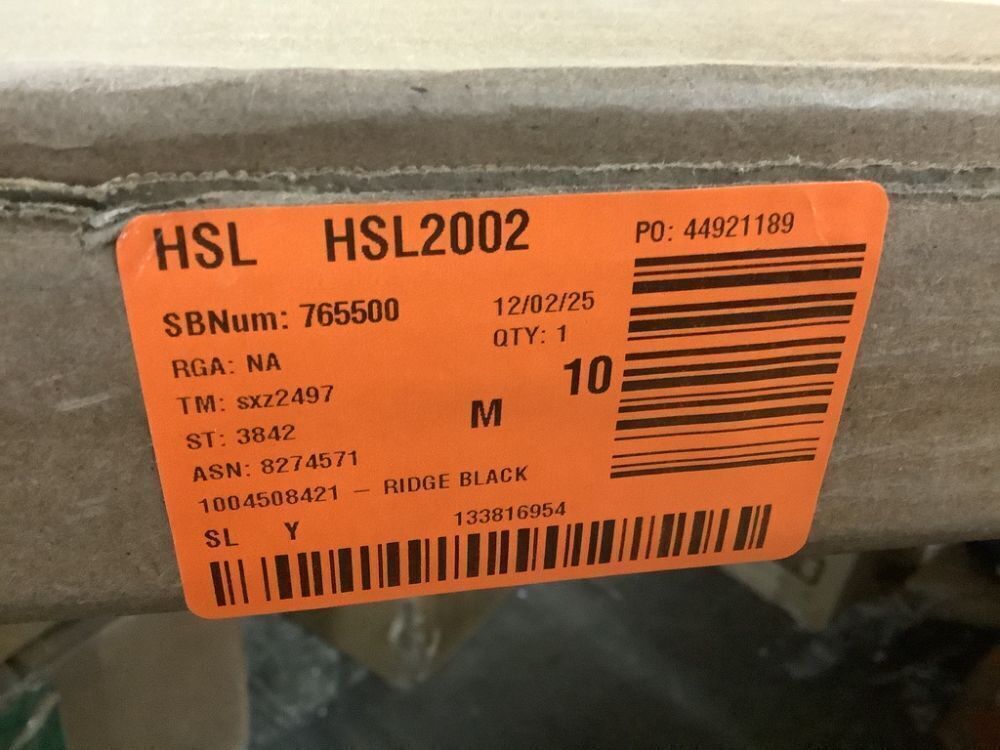 HSL HSL2002 PO: 44921189
SBNum: 765500 12/02/25
RGA: NA QTY: 1
TM: sxz2497 M 10
ST: 3842
ASN: 8274571
1004508421 – RIDGE BLACK
SL Y 133816954